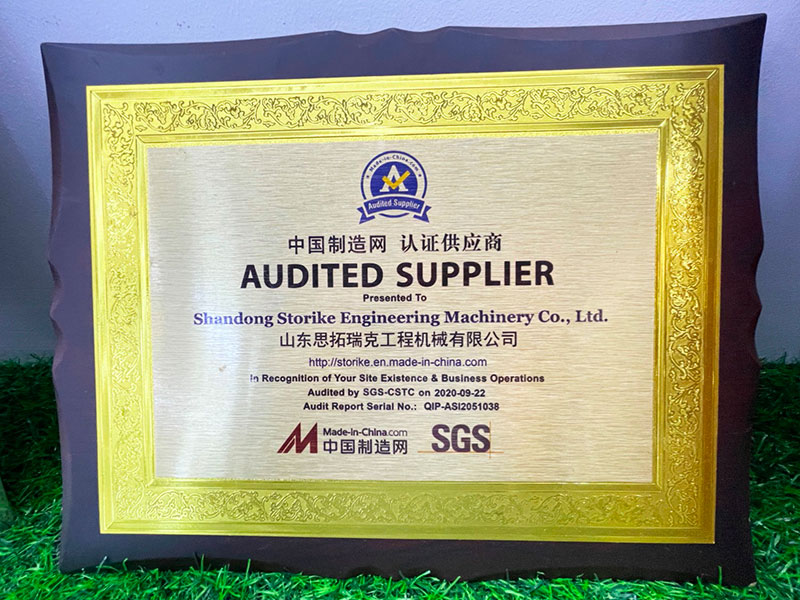 Made-in-China.com
A
Audited Supplier
中国制造网 认证供应商
AUDITED SUPPLIER
Presented To
Shandong Storike Engineering Machinery Co., Ltd.
山东思拓瑞克工程机械有限公司
http://storike.en.made-in-china.com
in Recognition of Your Site Existence & Business Operations
Audited by SGS-CSTC on 2020-09-22
Audit Report Serial No.: QIP-ASI2051038
Made-in-China.com
中国制造网
SGS